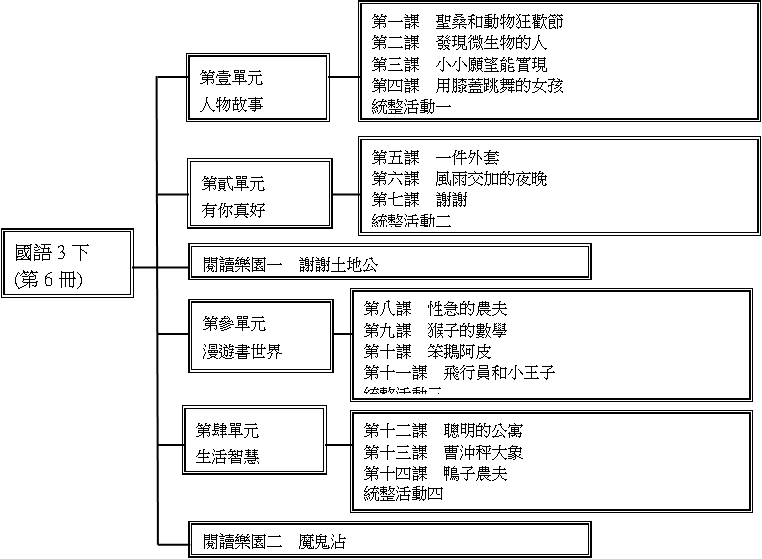 國語 3 下
(第 6 冊)
第壹單元
人物故事
第一課　聖桑和動物狂歡節
第二課　發現微生物的人
第三課　小小願望能實現
第四課　用膝蓋跳舞的女孩
統整活動一
第貳單元
有你真好
第五課　一件外套
第六課　風雨交加的夜晚
第七課　謝謝
統整活動二
閱讀樂園一　謝謝土地公
第參單元
漫遊書世界
第八課　性急的農夫
第九課　猴子的數學
第十課　笨鵝阿皮
第十一課　飛行員和小王子
統整活動三
第肆單元
生活智慧
第十二課　聰明的公寓
第十三課　曹沖秤大象
第十四課　鴨子農夫
統整活動四
閱讀樂園二　魔鬼沾